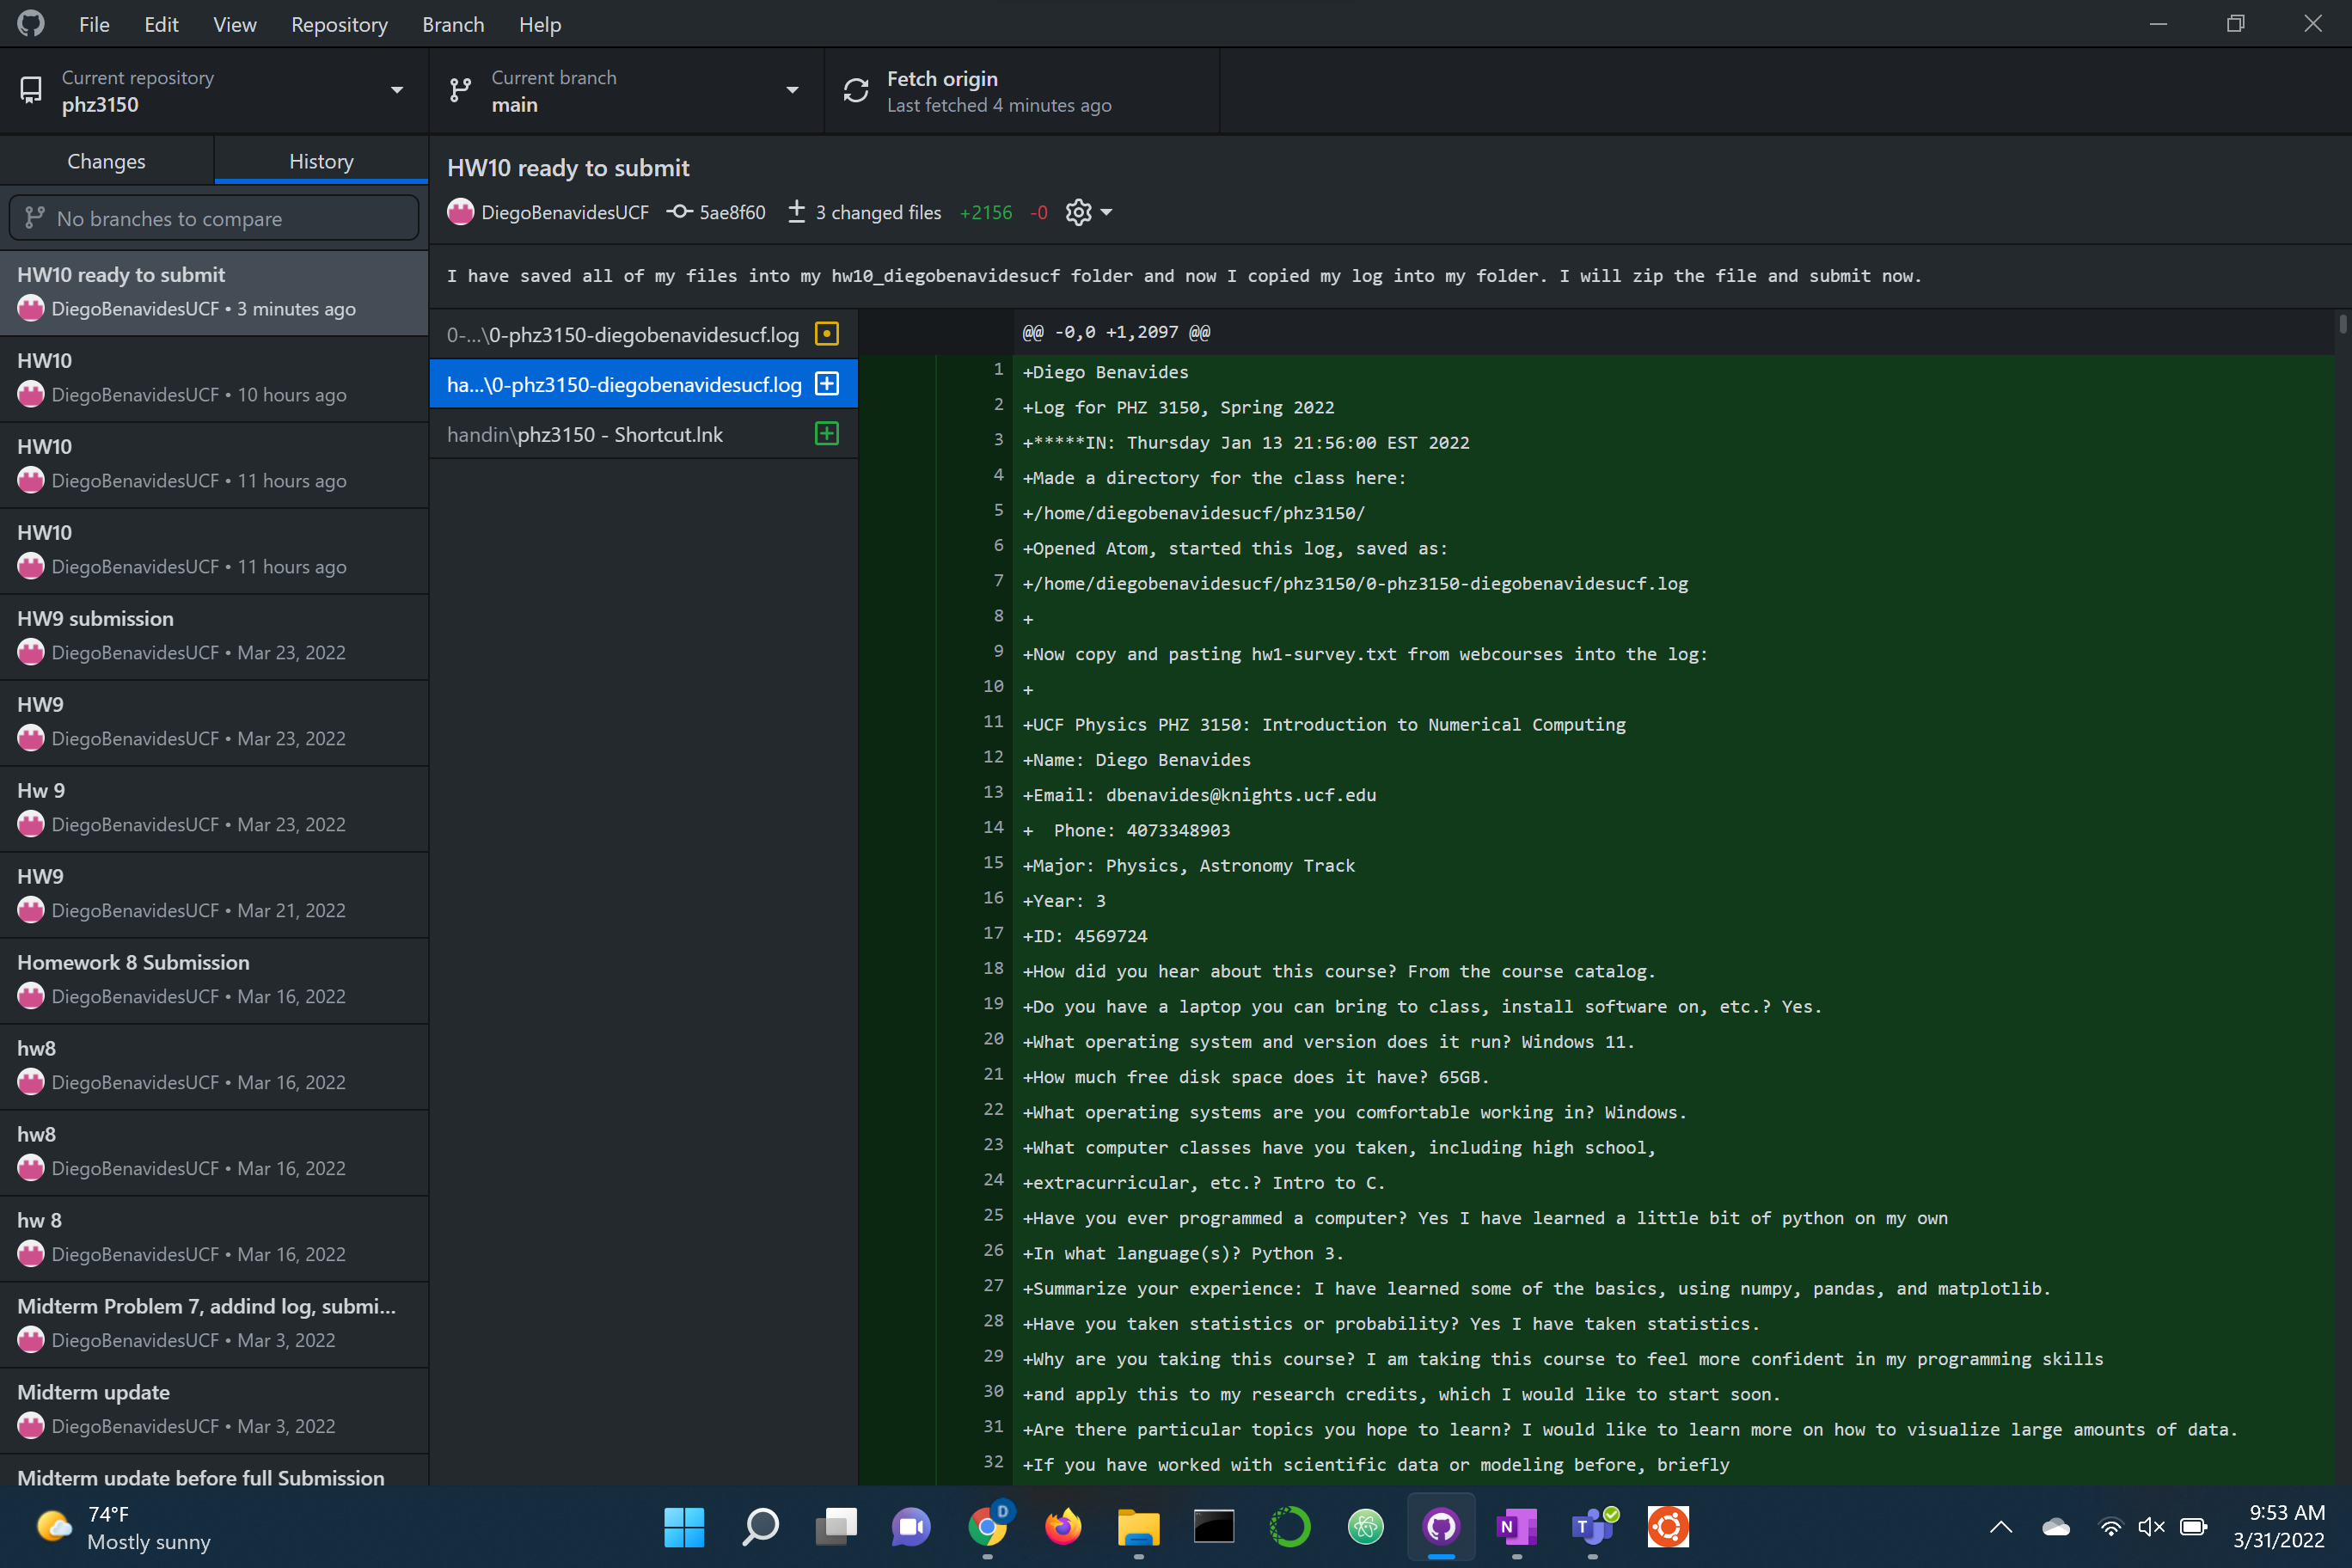 File Edit View Repository Branch Help
Current repository
phz3150
Current branch
main
Fetch origin
Last fetched 4 minutes ago
Changes
History
No branches to compare
HW10 ready to submit
DiegoBenavidesUCF • 3 minutes ago
HW10
DiegoBenavidesUCF • 10 hours ago
HW10
DiegoBenavidesUCF • 11 hours ago
HW10
DiegoBenavidesUCF • 11 hours ago
HW9 submission
DiegoBenavidesUCF • Mar 23, 2022
HW9
DiegoBenavidesUCF • Mar 23, 2022
Hw 9
DiegoBenavidesUCF • Mar 23, 2022
HW9
DiegoBenavidesUCF • Mar 21, 2022
Homework 8 Submission
DiegoBenavidesUCF • Mar 16, 2022
hw8
DiegoBenavidesUCF • Mar 16, 2022
hw8
DiegoBenavidesUCF • Mar 16, 2022
hw 8
DiegoBenavidesUCF • Mar 16, 2022
Midterm Problem 7, addind log, submi...
DiegoBenavidesUCF • Mar 3, 2022
Midterm update
DiegoBenavidesUCF • Mar 3, 2022
Midterm update before full Submission
HW10 ready to submit
DiegoBenavidesUCF 5ae8f60 3 changed files +2156 -0
I have saved all of my files into my hw10_diegobenavidesucf folder and now I copied my log into my folder. I will zip the file and submit now.
0-...\0-phz3150-diegobenavidesucf.log
ha...\0-phz3150-diegobenavidesucf.log
handin\phz3150 - Shortcut.lnk
@@ -0,0 +1,2097 @@
1 +Diego Benavides
2 +Log for PHZ 3150, Spring 2022
3 +*****IN: Thursday Jan 13 21:56:00 EST 2022
4 +Made a directory for the class here:
5 +/home/diegobenavidesucf/phz3150/
6 +Opened Atom, started this log, saved as:
7 +/home/diegobenavidesucf/phz3150/0-phz3150-diegobenavidesucf.log
8 +
9 +Now copy and pasting hw1-survey.txt from webcourses into the log:
10 +
11 +UCF Physics PHZ 3150: Introduction to Numerical Computing
12 +Name: Diego Benavides
13 +Email: dbenavides@knights.ucf.edu
14 +  Phone: 4073348903
15 +Major: Physics, Astronomy Track
16 +Year: 3
17 +ID: 4569724
18 +How did you hear about this course? From the course catalog.
19 +Do you have a laptop you can bring to class, install software on, etc.? Yes.
20 +What operating system and version does it run? Windows 11.
21 +How much free disk space does it have? 65GB.
22 +What operating systems are you comfortable working in? Windows.
23 +What computer classes have you taken, including high school,
24 +extracurricular, etc.? Intro to C.
25 +Have you ever programmed a computer? Yes I have learned a little bit of python on my own
26 +In what language(s)? Python 3.
27 +Summarize your experience: I have learned some of the basics, using numpy, pandas, and matplotlib.
28 +Have you taken statistics or probability? Yes I have taken statistics.
29 +Why are you taking this course? I am taking this course to feel more confident in my programming skills
30 +and apply this to my research credits, which I would like to start soon.
31 +Are there particular topics you hope to learn? I would like to learn more on how to visualize large amounts of data.
32 +If you have worked with scientific data or modeling before, briefly
74°F
Mostly sunny
D
N
T
9:53 AM
3/31/2022